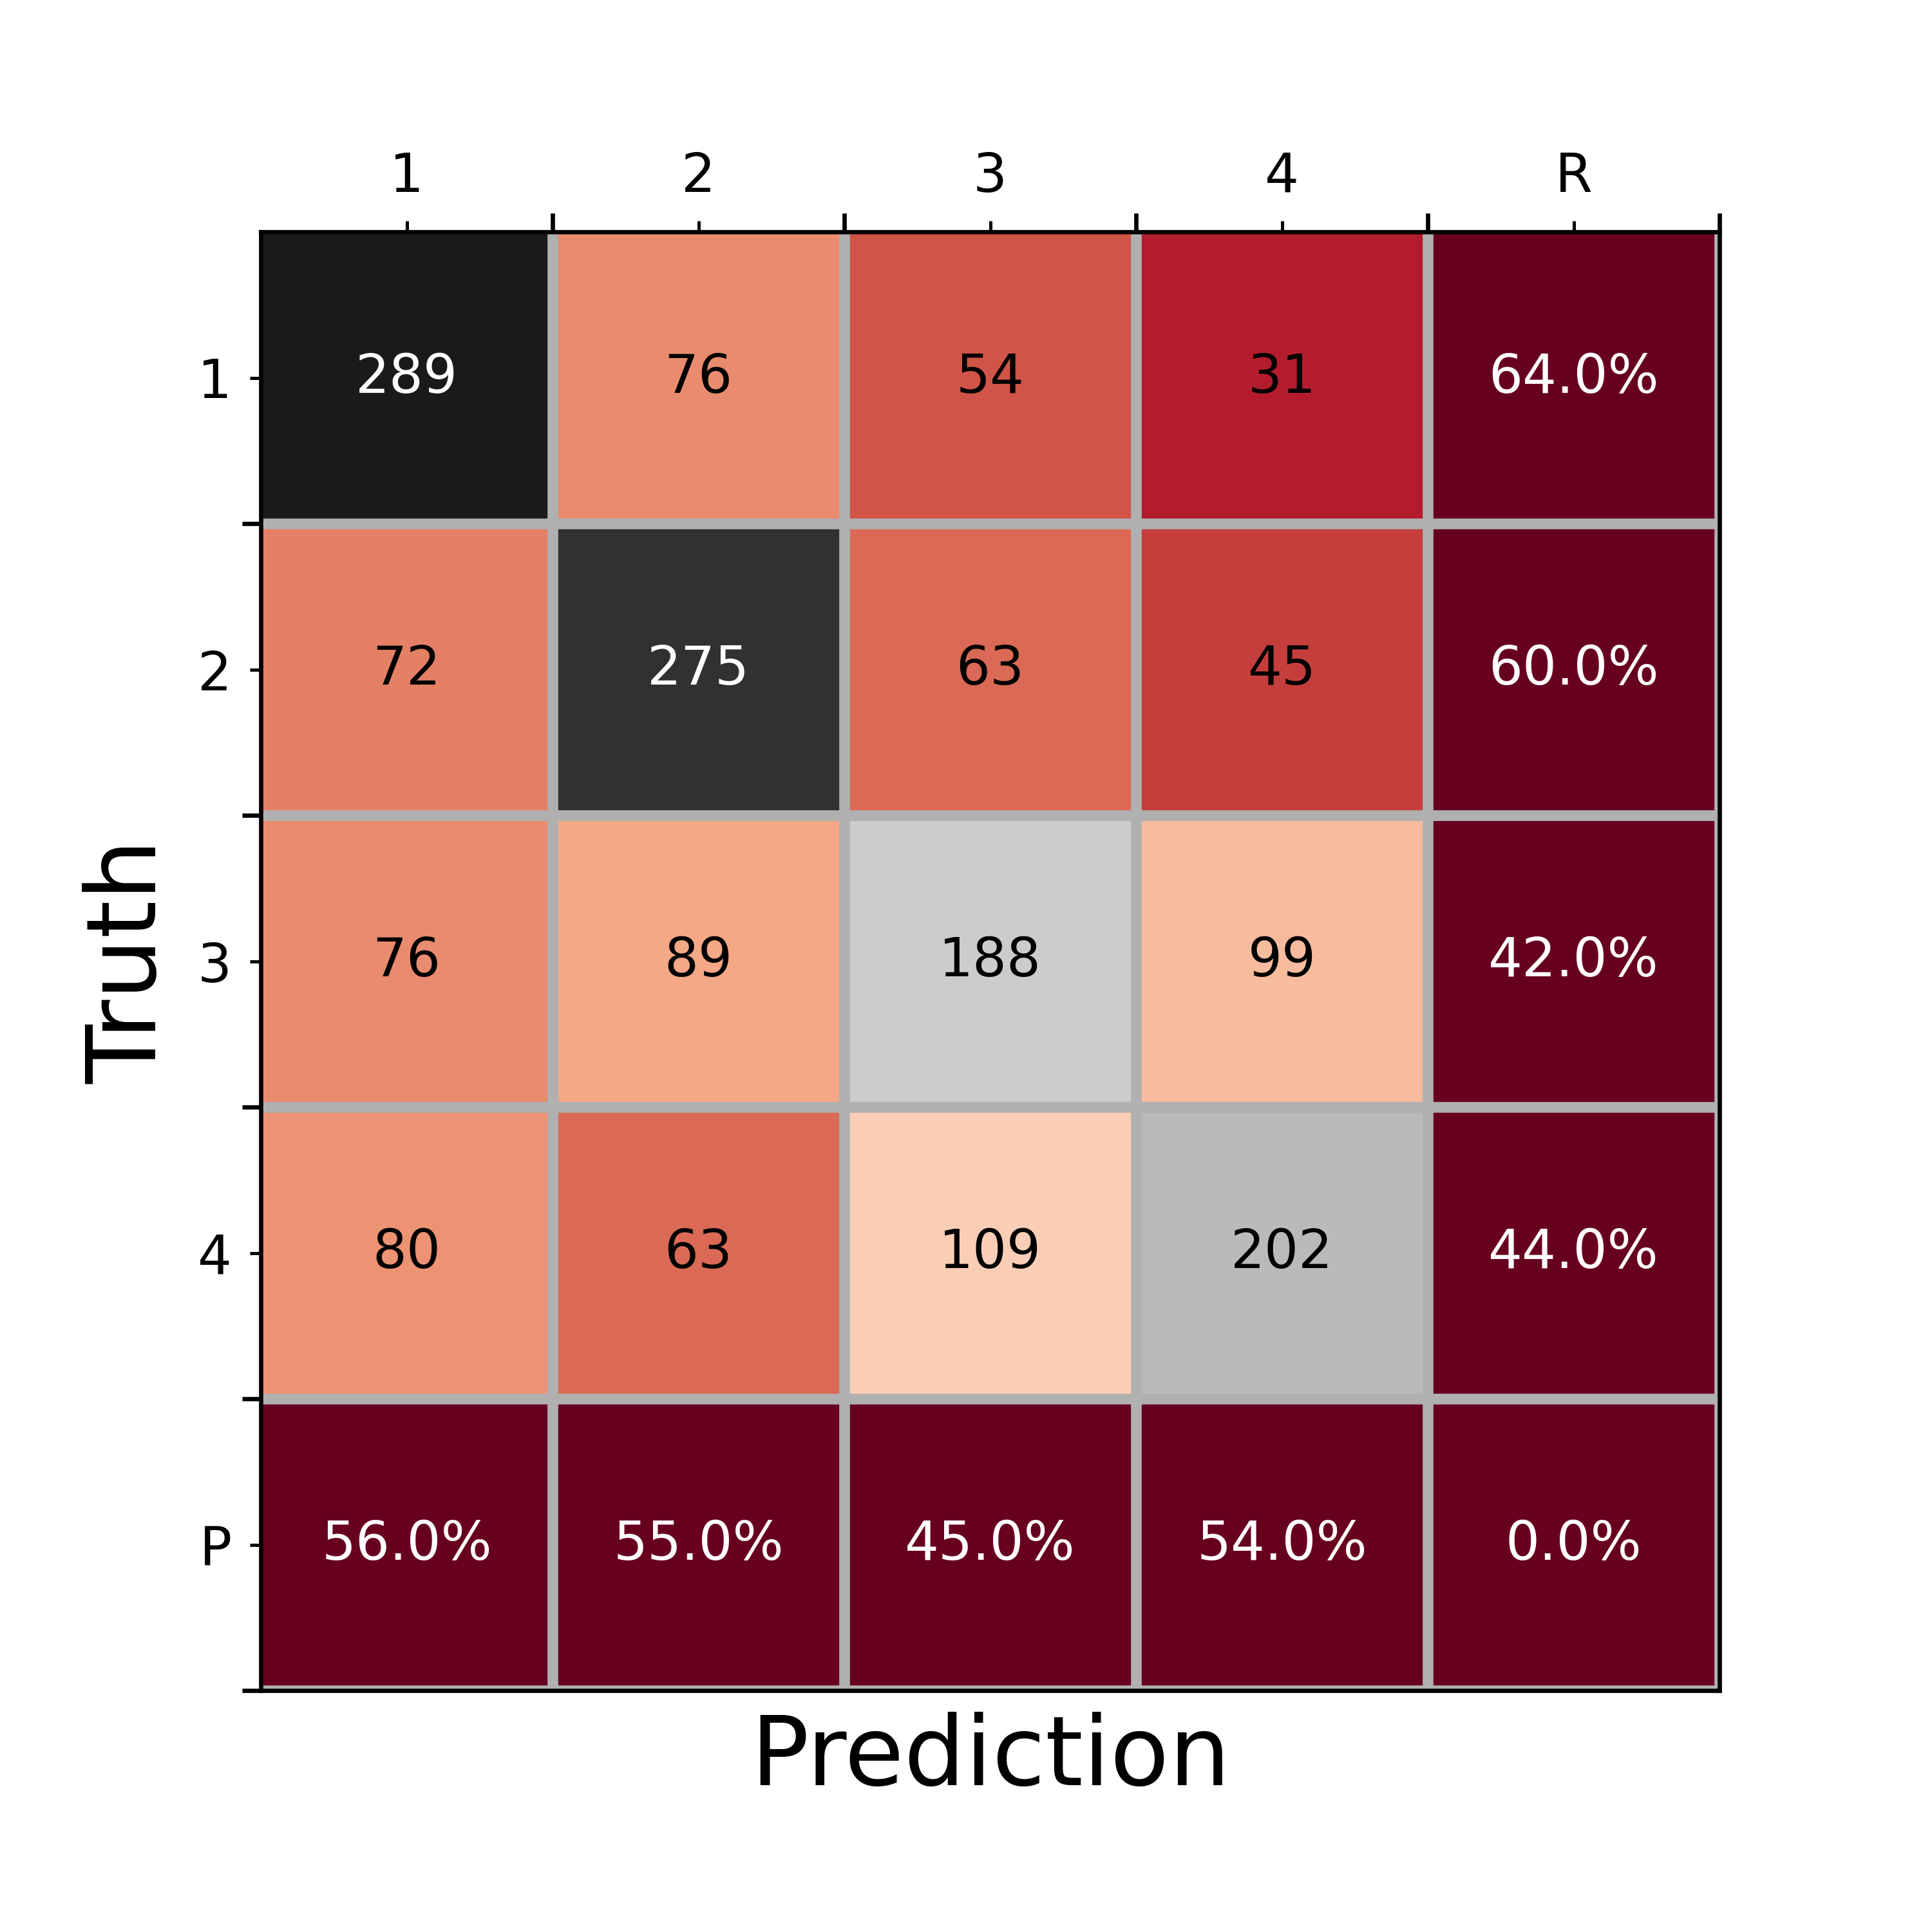 1 2 3 4 R
1 289 76 54 31 64.0%
2 72 275 63 45 60.0%
3 76 89 188 99 42.0%
4 80 63 109 202 44.0%
P 56.0% 55.0% 45.0% 54.0% 0.0%
Truth
Prediction